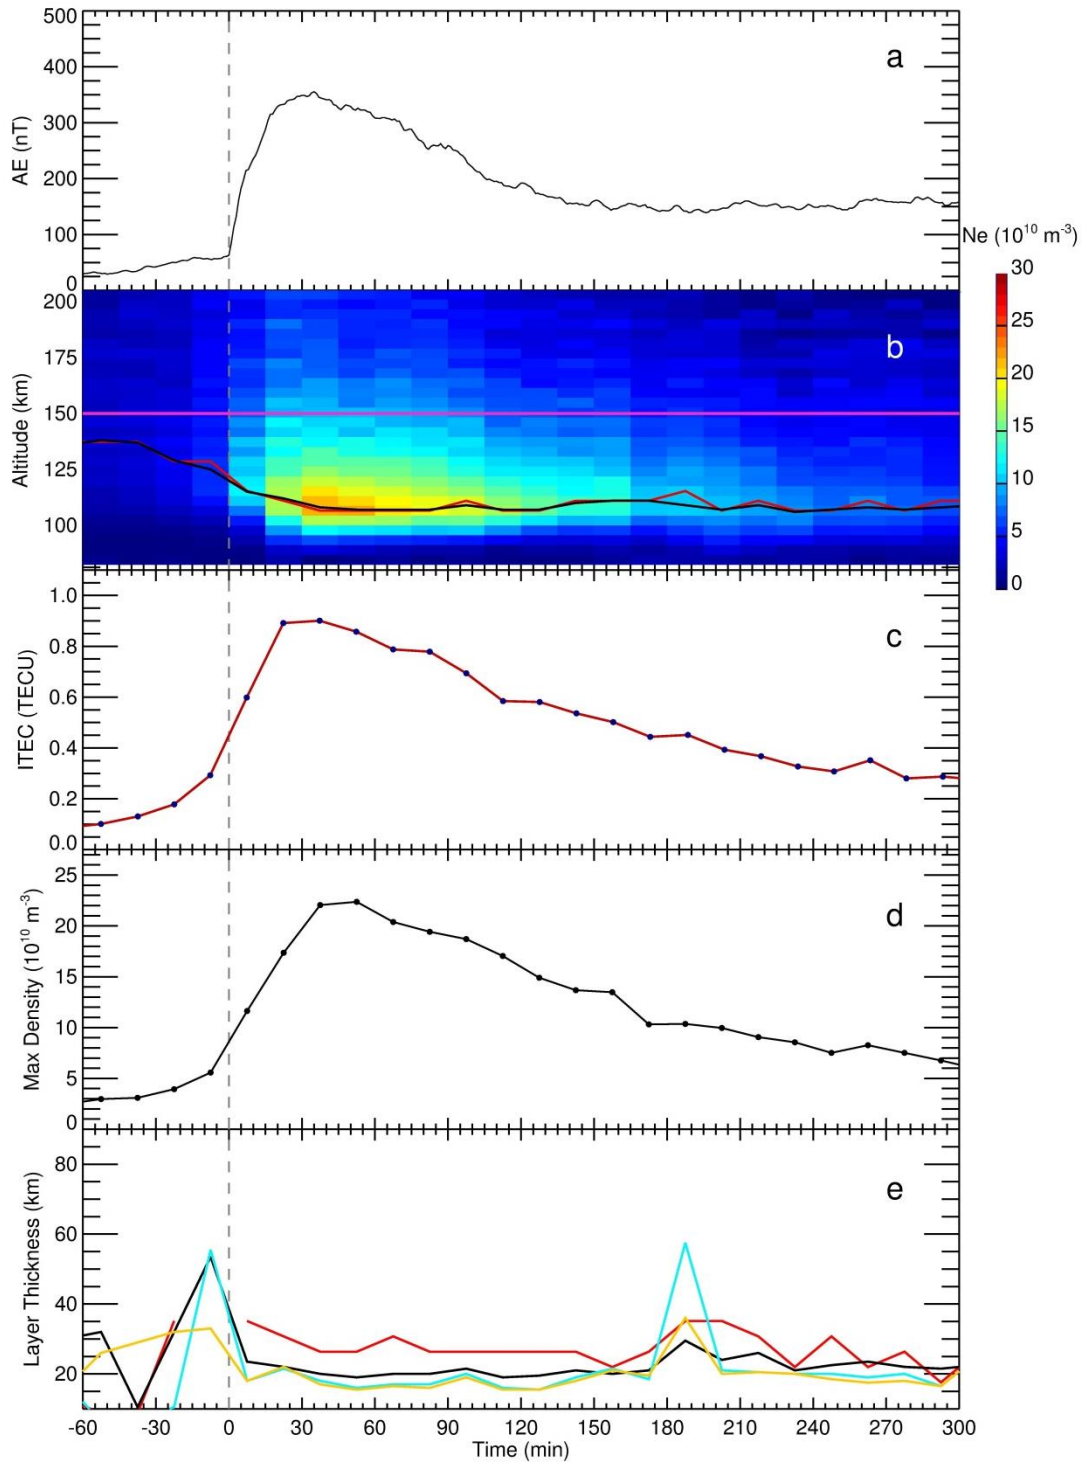 500
400
300
200
100
0
AE (nT)
a
Ne (10¹⁰ m⁻³)
30
25
20
15
10
5
0
200
175
150
125
100
Altitude (km)
b
1.0
0.8
0.6
0.4
0.2
0.0
ITEC (TECU)
c
25
20
15
10
5
0
Max Density (10¹⁰ m⁻³)
d
80
60
40
20
Layer Thickness (km)
e
-60 -30 0 30 60 90 120 150 180 210 240 270 300
Time (min)